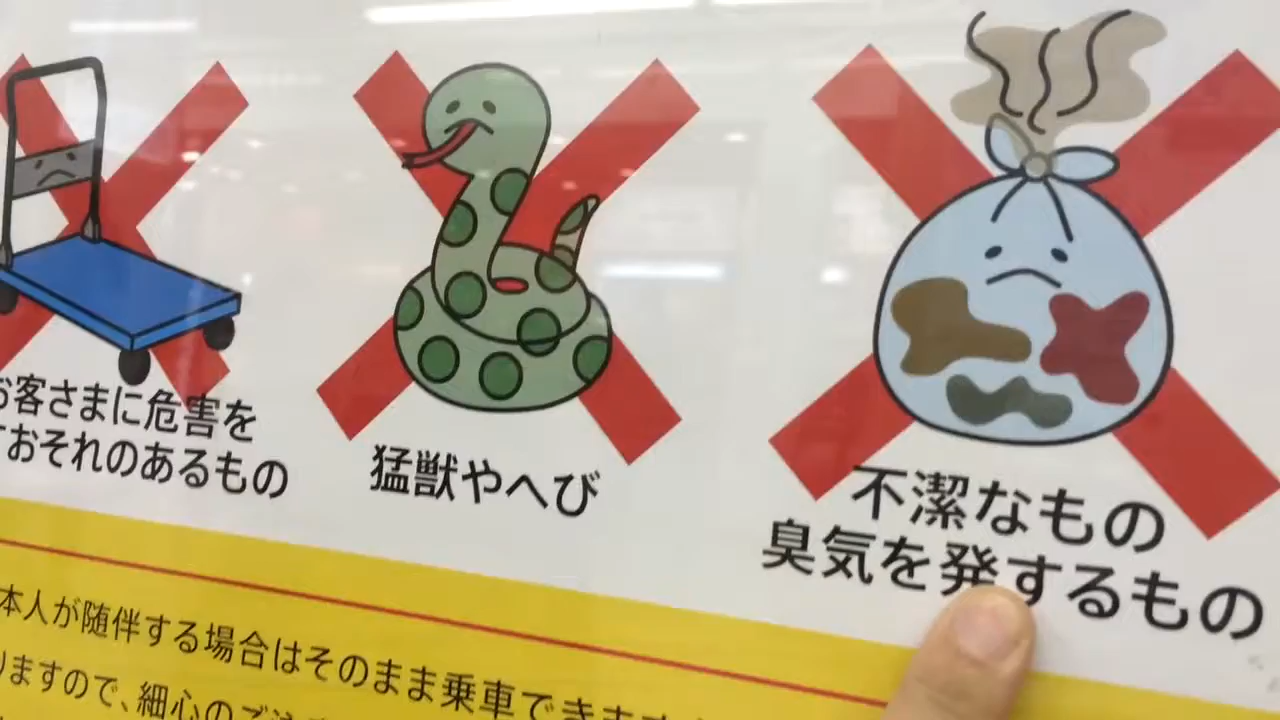 お客さまに危害を
おそれのあるもの
猛獣やへび
不潔なもの
臭気を発するもの
本人が随伴する場合はそのまま乗車できます
りますので、細心のご